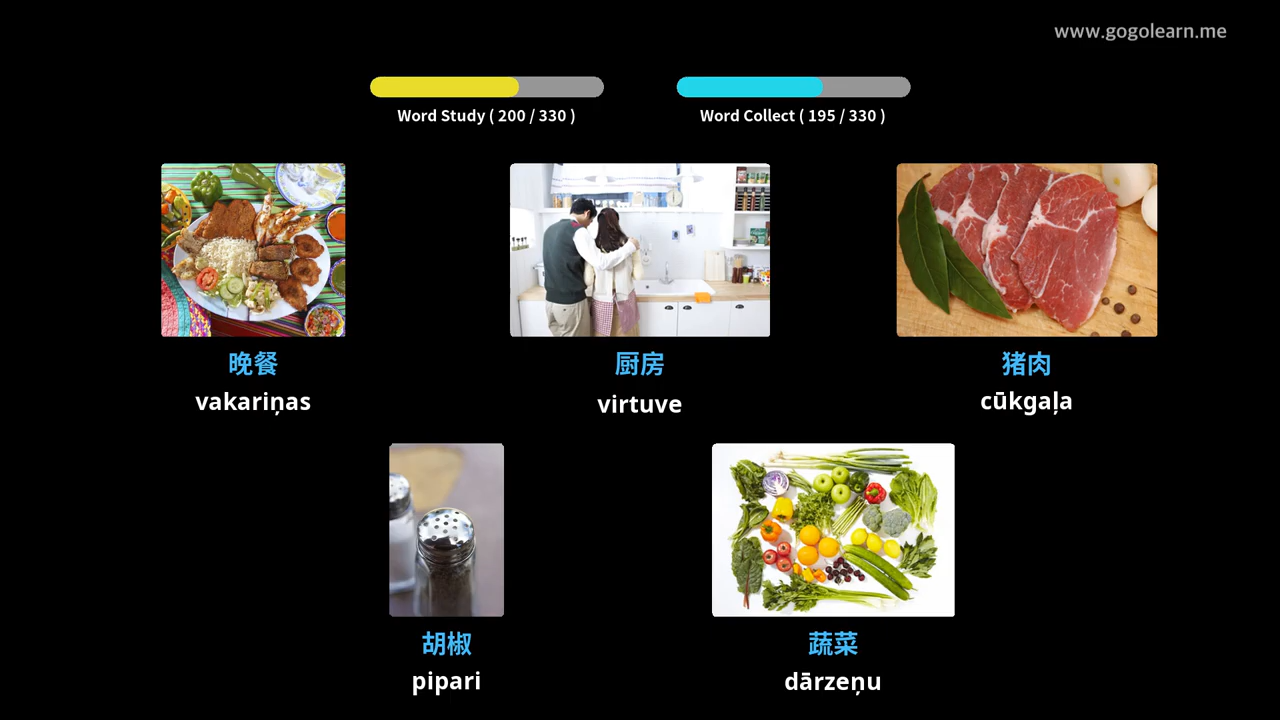 www.gogolearn.me
Word Study ( 200 / 330 )
Word Collect ( 195 / 330 )
晚餐
vakariņas
厨房
virtuve
猪肉
cūkgaļa
胡椒
pipari
蔬菜
dārzeņu